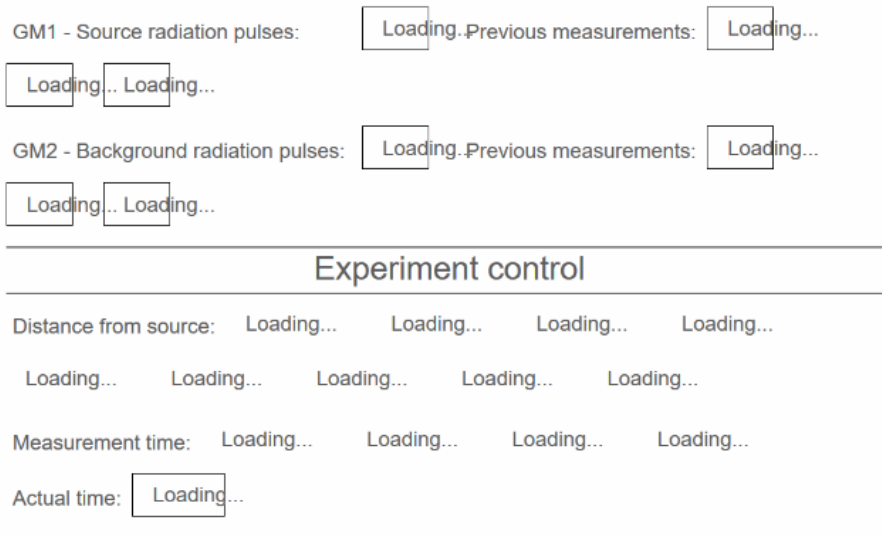 GM1 - Source radiation pulses: Loading... Previous measurements: Loading...
Loading... Loading...
GM2 - Background radiation pulses: Loading... Previous measurements: Loading...
Loading... Loading...
Experiment control
Distance from source: Loading... Loading... Loading... Loading...
Loading... Loading... Loading... Loading... Loading...
Measurement time: Loading... Loading... Loading... Loading...
Actual time: Loading...